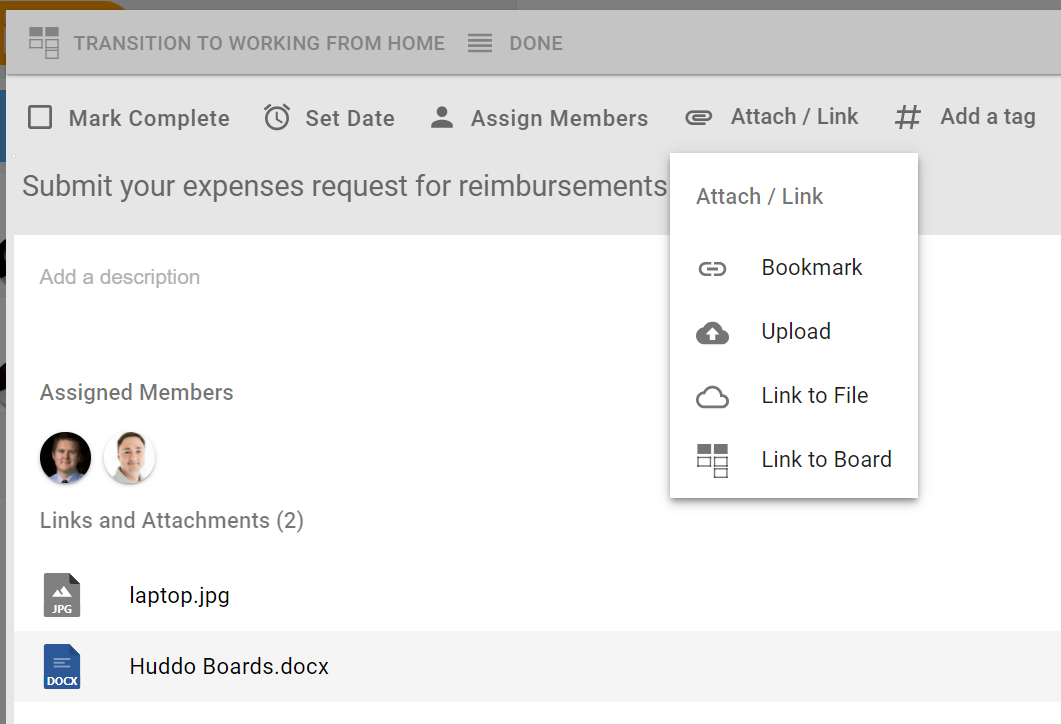 TRANSITION TO WORKING FROM HOME DONE
Mark Complete Set Date Assign Members Attach / Link Add a tag
Submit your expenses request for reimbursements
Attach / Link
Bookmark
Upload
Link to File
Link to Board
Add a description
Assigned Members
Links and Attachments (2)
JPG laptop.jpg
DOCX Huddo Boards.docx